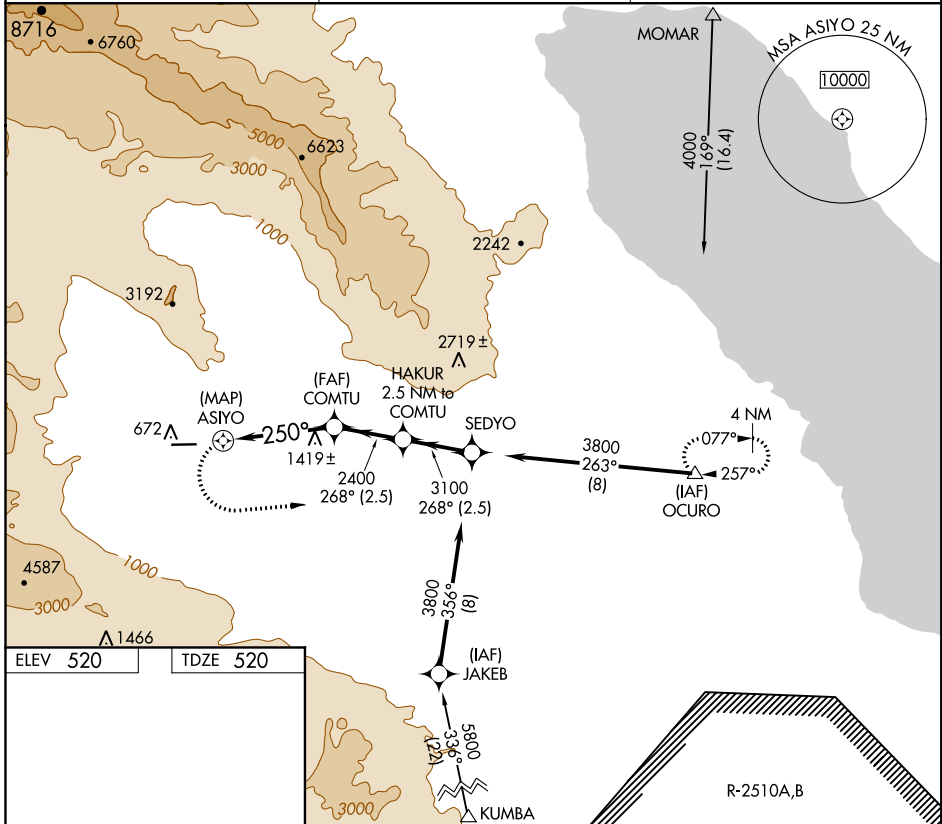 8716
6760
5000
6623
3000
1000
2242
3192
MOMAR
4000
169°
(16.4)
MSA ASIYO 25 NM
10000
2719 ±
(FAF)
COMTU
HAKUR
2.5 NM to
COMTU
SEDYO
(MAP)
ASIYO
672
250°
1419 ±
2400
268° (2.5)
3100
268° (2.5)
3800
263°
(8)
4 NM
077°
257°
(IAF)
OCURO
4587
3000
1000
1466
3800
356°
(8)
(IAF)
JAKEB
5800
336°
(22)
KUMBA
3000
ELEV 520
TDZE 520
R-2510A,B